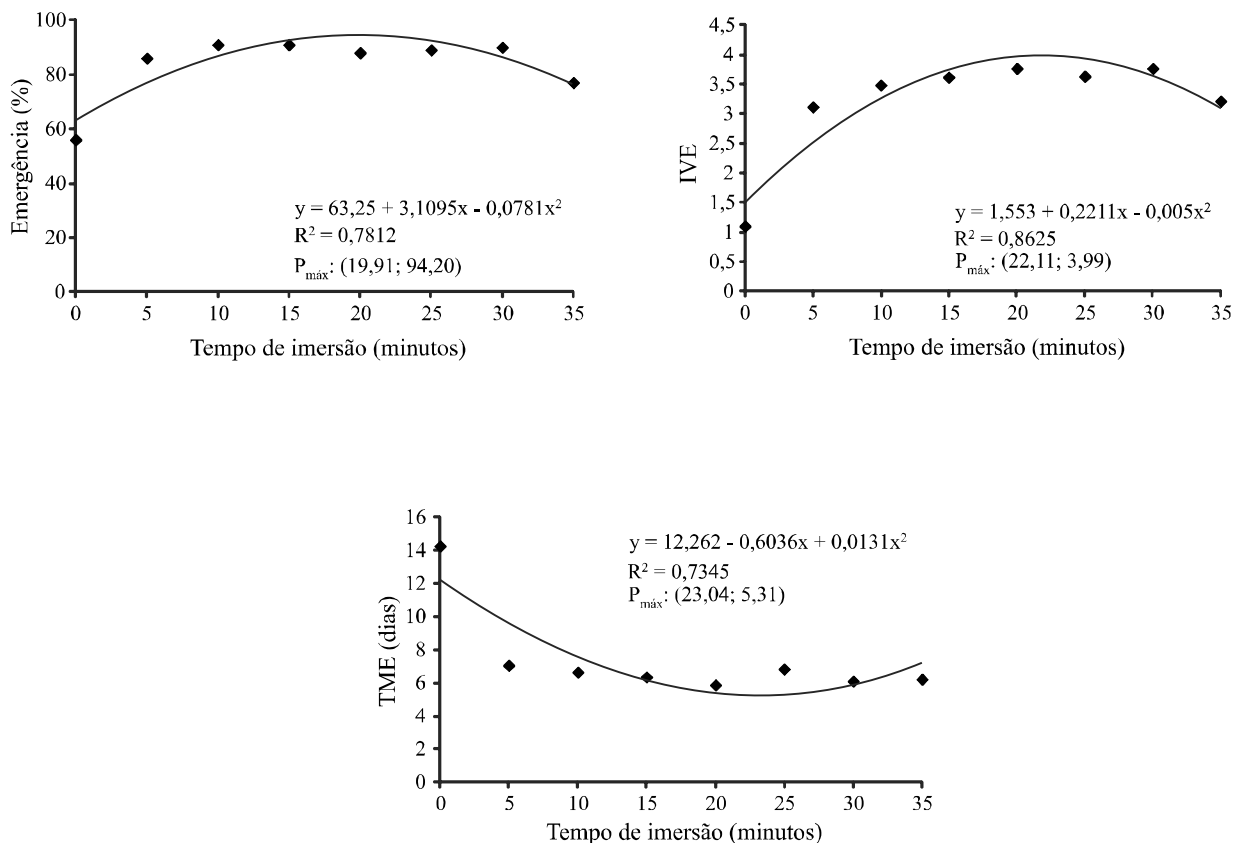 Emergência (%)
100
80
60
40
20
0
y = 63,25 + 3,1095x - 0,0781x²
R² = 0,7812
Pmáx: (19,91; 94,20)
0 5 10 15 20 25 30 35
Tempo de imersão (minutos)
IVE
4,5
4
3,5
3
2,5
2
1,5
1
0,5
0
y = 1,553 + 0,2211x - 0,005x²
R² = 0,8625
Pmáx: (22,11; 3,99)
0 5 10 15 20 25 30 35
Tempo de imersão (minutos)
TME (dias)
16
14
12
10
8
6
4
2
0
y = 12,262 - 0,6036x + 0,0131x²
R² = 0,7345
Pmáx: (23,04; 5,31)
0 5 10 15 20 25 30 35
Tempo de imersão (minutos)